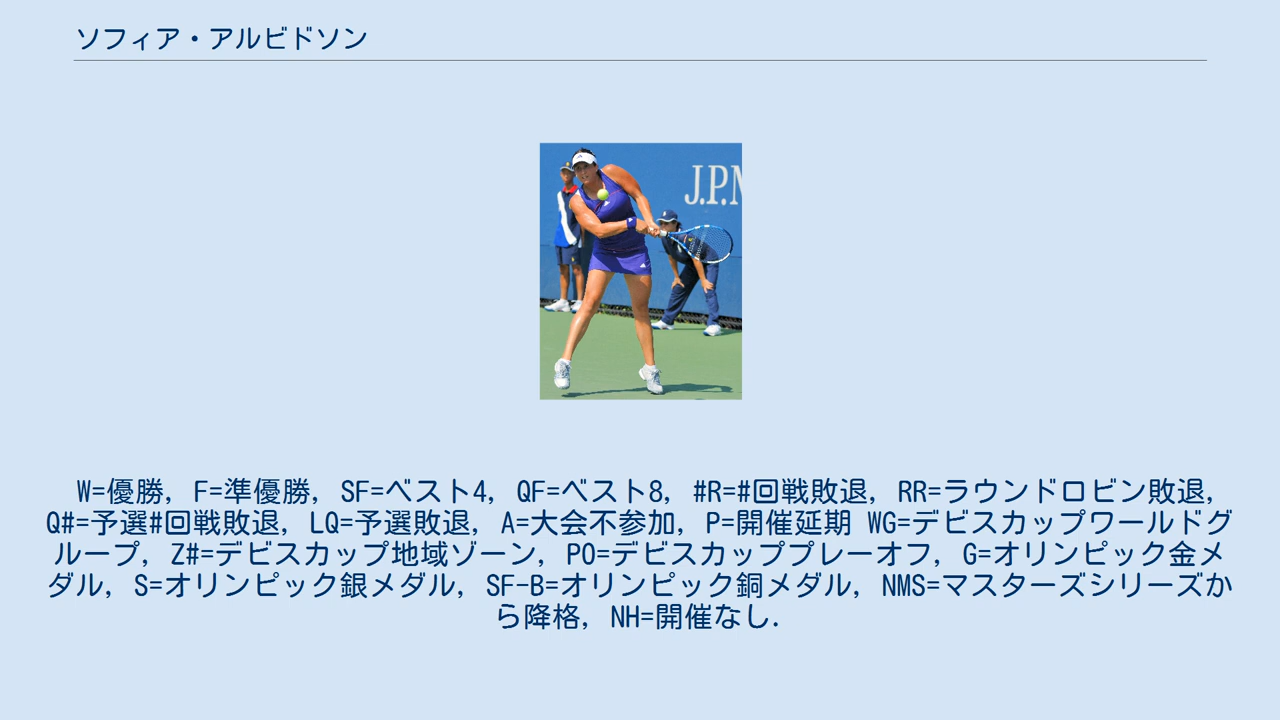 ソフィア・アルビドソン
J.P.M
W=優勝, F=準優勝, SF=ベスト4, QF=ベスト8, #R=#回戦敗退, RR=ラウンドロビン敗退,
Q#=予選#回戦敗退, LQ=予選敗退, A=大会不参加, P=開催延期 WG=デビスカップワールドグ
ループ, Z#=デビスカップ地域ゾーン, PO=デビスカッププレーオフ, G=オリンピック金メ
ダル, S=オリンピック銀メダル, SF-B=オリンピック銅メダル, NMS=マスターズシリーズか
ら降格, NH=開催なし.